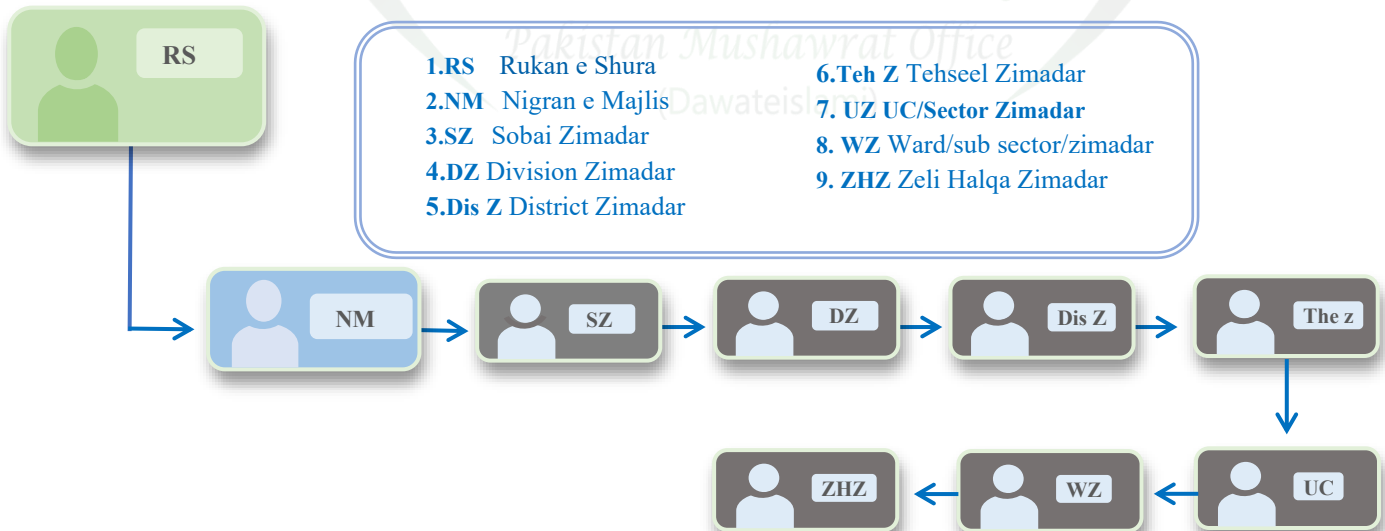 RS
Pakistan Mushawrat Office
(Dawateislami)
1.RS Rukan e Shura
2.NM Nigran e Majlis
3.SZ Sobai Zimadar
4.DZ Division Zimadar
5.Dis Z District Zimadar
6.Teh Z Tehseel Zimadar
7. UZ UC/Sector Zimadar
8. WZ Ward/sub sector/zimadar
9. ZHZ Zeli Halqa Zimadar
NM
SZ
DZ
Dis Z
The z
ZHZ
WZ
UC